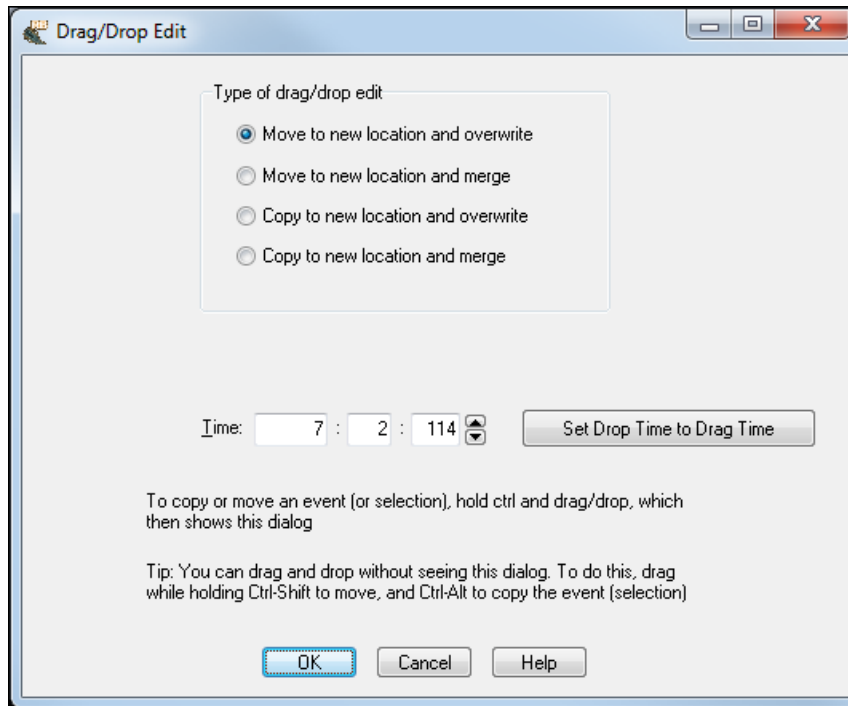 Drag/Drop Edit
Type of drag/drop edit
Move to new location and overwrite
Move to new location and merge
Copy to new location and overwrite
Copy to new location and merge
Time: 7 : 2 : 114 Set Drop Time to Drag Time
To copy or move an event (or selection), hold ctrl and drag/drop, which
then shows this dialog
Tip: You can drag and drop without seeing this dialog. To do this, drag
while holding Ctrl-Shift to move, and Ctrl-Alt to copy the event (selection)
OK Cancel Help